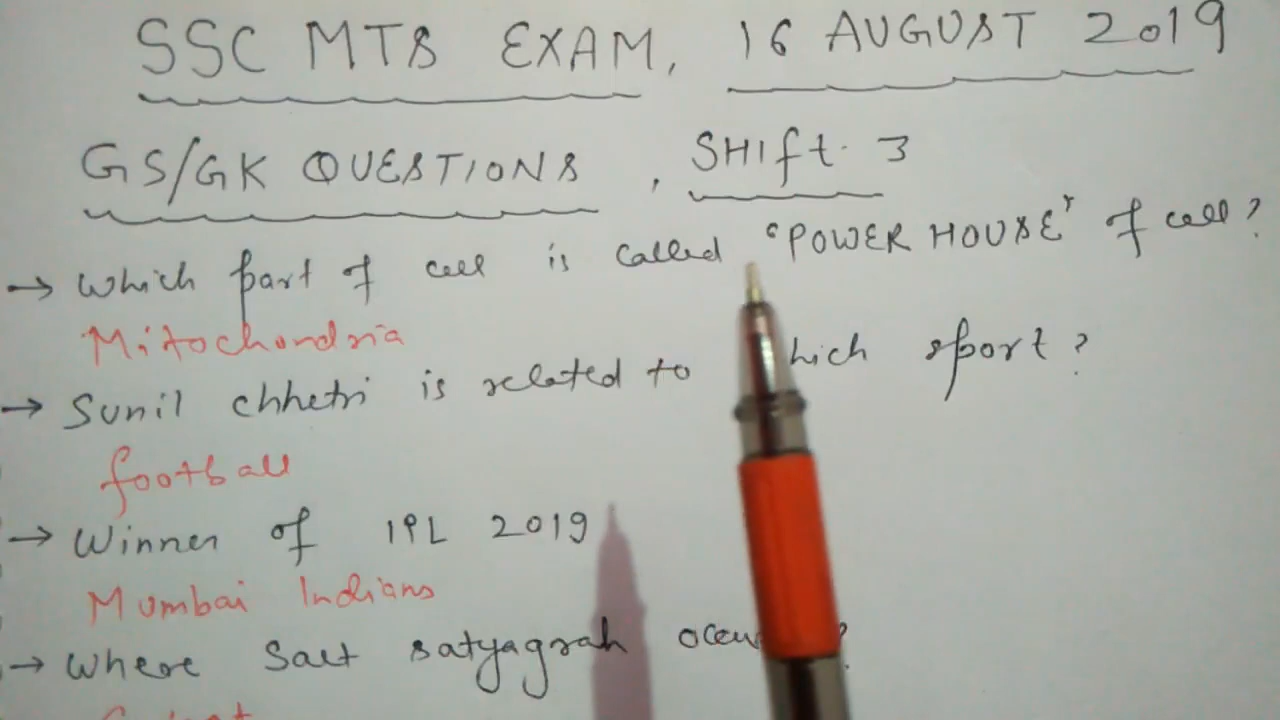 SSC MTS EXAM, 16 AUGUST 2019
GS/GK QUESTIONS, SHIft-3
→ Which part of cell is called 'POWER HOUSE' of cell?
Mitochondria
→ Sunil chhetri is related to hich sport?
football
→ Winner of IPL 2019
Mumbai Indians
→ Where Salt satyagrah occu ?